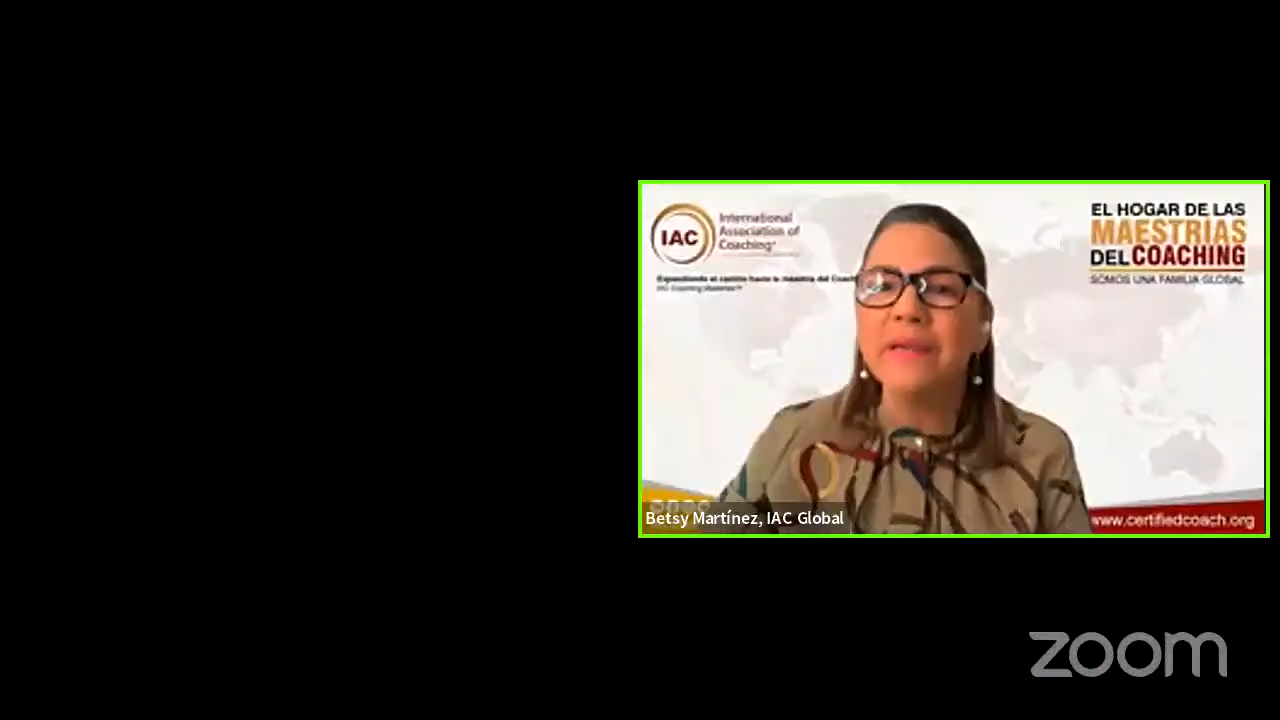 IAC
International
Association of
Coaching
EL HOGAR DE LAS
MAESTRÍAS
DEL COACHING
SOMOS UNA FAMILIA GLOBAL
Betsy Martínez, IAC Global
www.certifiedcoach.org
zoom